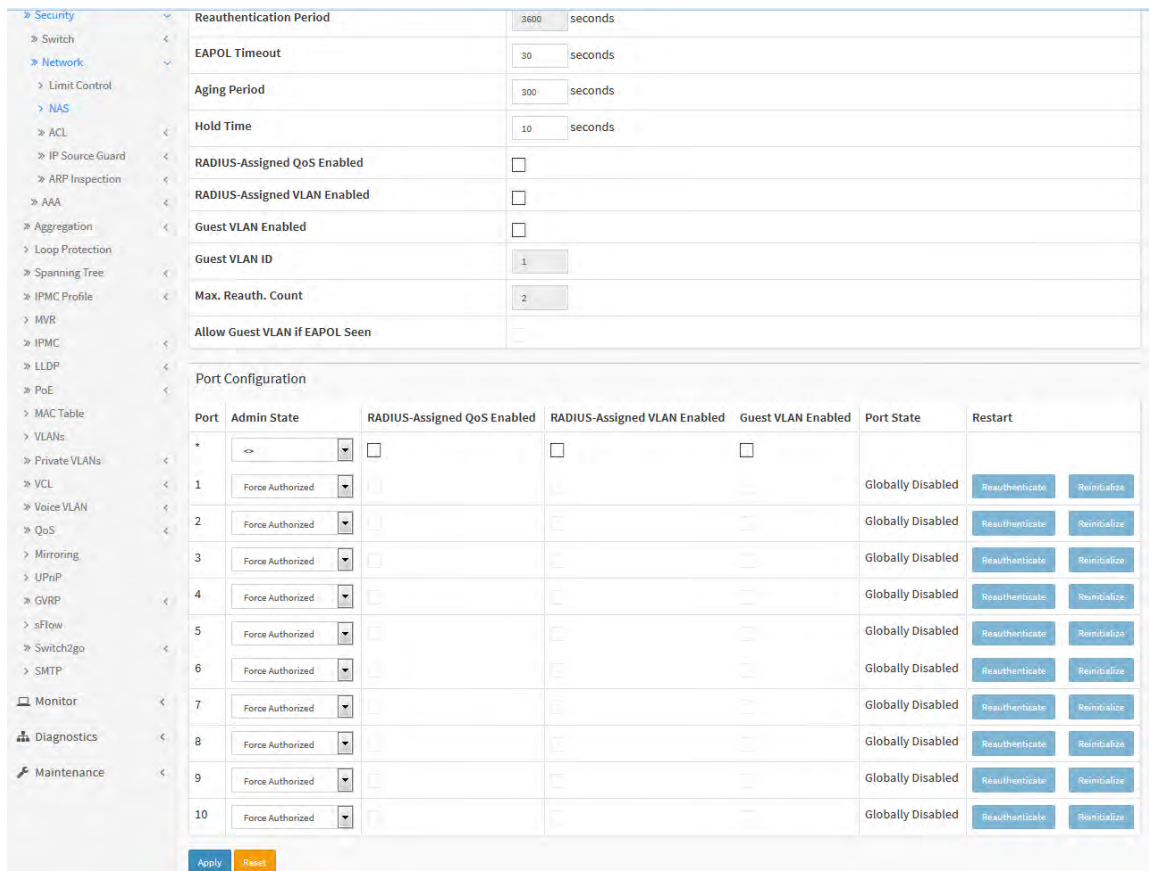 » Security
» Switch
» Network
> Limit Control
> NAS
» ACL
» IP Source Guard
» ARP Inspection
» AAA
» Aggregation
> Loop Protection
» Spanning Tree
» IPMC Profile
> MVR
» IPMC
» LLDP
» PoE
> MAC Table
> VLANs
» Private VLANs
» VCL
» Voice VLAN
» QoS
> Mirroring
> UPnP
» GVRP
> sFlow
» Switch2go
> SMTP
Monitor
Diagnostics
Maintenance
Reauthentication Period 3600 seconds
EAPOL Timeout 30 seconds
Aging Period 300 seconds
Hold Time 10 seconds
RADIUS-Assigned QoS Enabled
RADIUS-Assigned VLAN Enabled
Guest VLAN Enabled
Guest VLAN ID 1
Max. Reauth. Count 2
Allow Guest VLAN if EAPOL Seen
Port Configuration
Port Admin State RADIUS-Assigned QoS Enabled RADIUS-Assigned VLAN Enabled Guest VLAN Enabled Port State Restart
* <>
1 Force Authorized Globally Disabled Reauthenticate Reinitialize
2 Force Authorized Globally Disabled Reauthenticate Reinitialize
3 Force Authorized Globally Disabled Reauthenticate Reinitialize
4 Force Authorized Globally Disabled Reauthenticate Reinitialize
5 Force Authorized Globally Disabled Reauthenticate Reinitialize
6 Force Authorized Globally Disabled Reauthenticate Reinitialize
7 Force Authorized Globally Disabled Reauthenticate Reinitialize
8 Force Authorized Globally Disabled Reauthenticate Reinitialize
9 Force Authorized Globally Disabled Reauthenticate Reinitialize
10 Force Authorized Globally Disabled Reauthenticate Reinitialize
Apply Reset